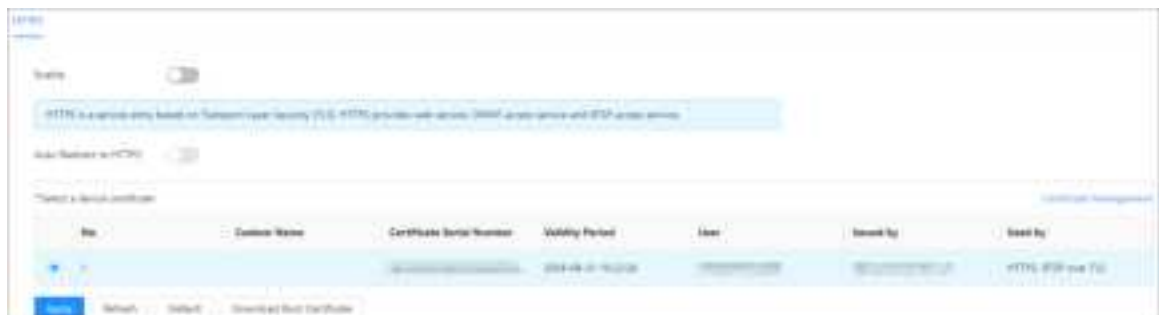 HTTPS
Enable
HTTPS is a service entry based on Transport Layer Security (TLS). HTTPS provides web service, ONVIF access service and RTSP access service.
Auto Redirect to HTTPS
*Select a device certificate
Certificate Management
No. Custom Name Certificate Serial Number Validity Period User Issued by Used by
1 HTTPS, RTSP over TLS
Apply Refresh Default Download Root Certificate